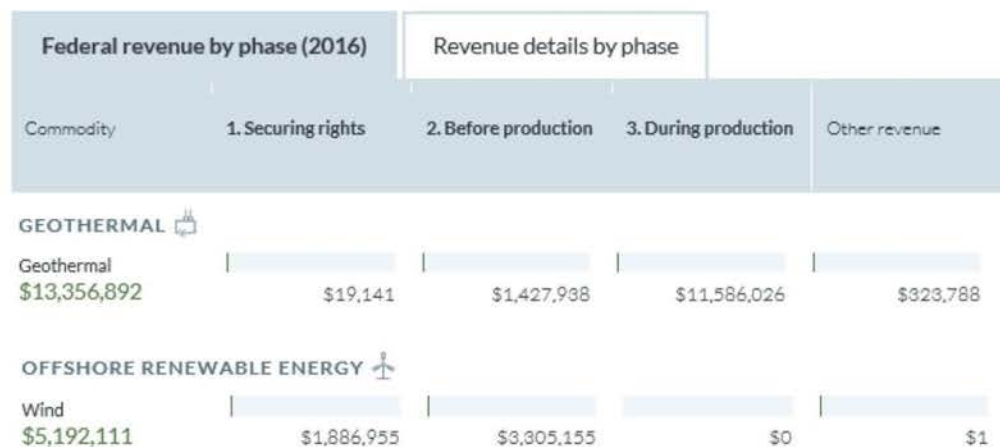 Federal revenue by phase (2016) Revenue details by phase
Commodity 1. Securing rights 2. Before production 3. During production Other revenue
GEOTHERMAL
Geothermal
$13,356,892 $19,141 $1,427,938 $11,586,026 $323,788
OFFSHORE RENEWABLE ENERGY
Wind
$5,192,111 $1,886,955 $3,305,155 $0 $1